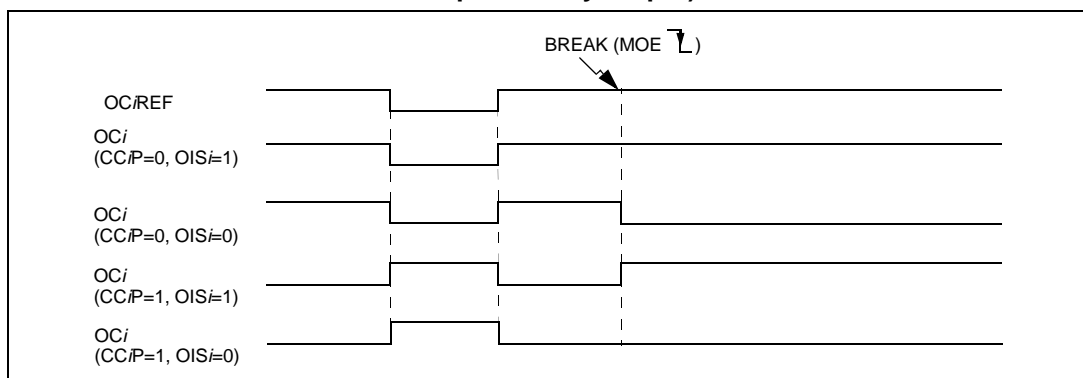 BREAK (MOE )
OCiREF
OCi
(CCiP=0, OISi=1)
OCi
(CCiP=0, OISi=0)
OCi
(CCiP=1, OISi=1)
OCi
(CCiP=1, OISi=0)